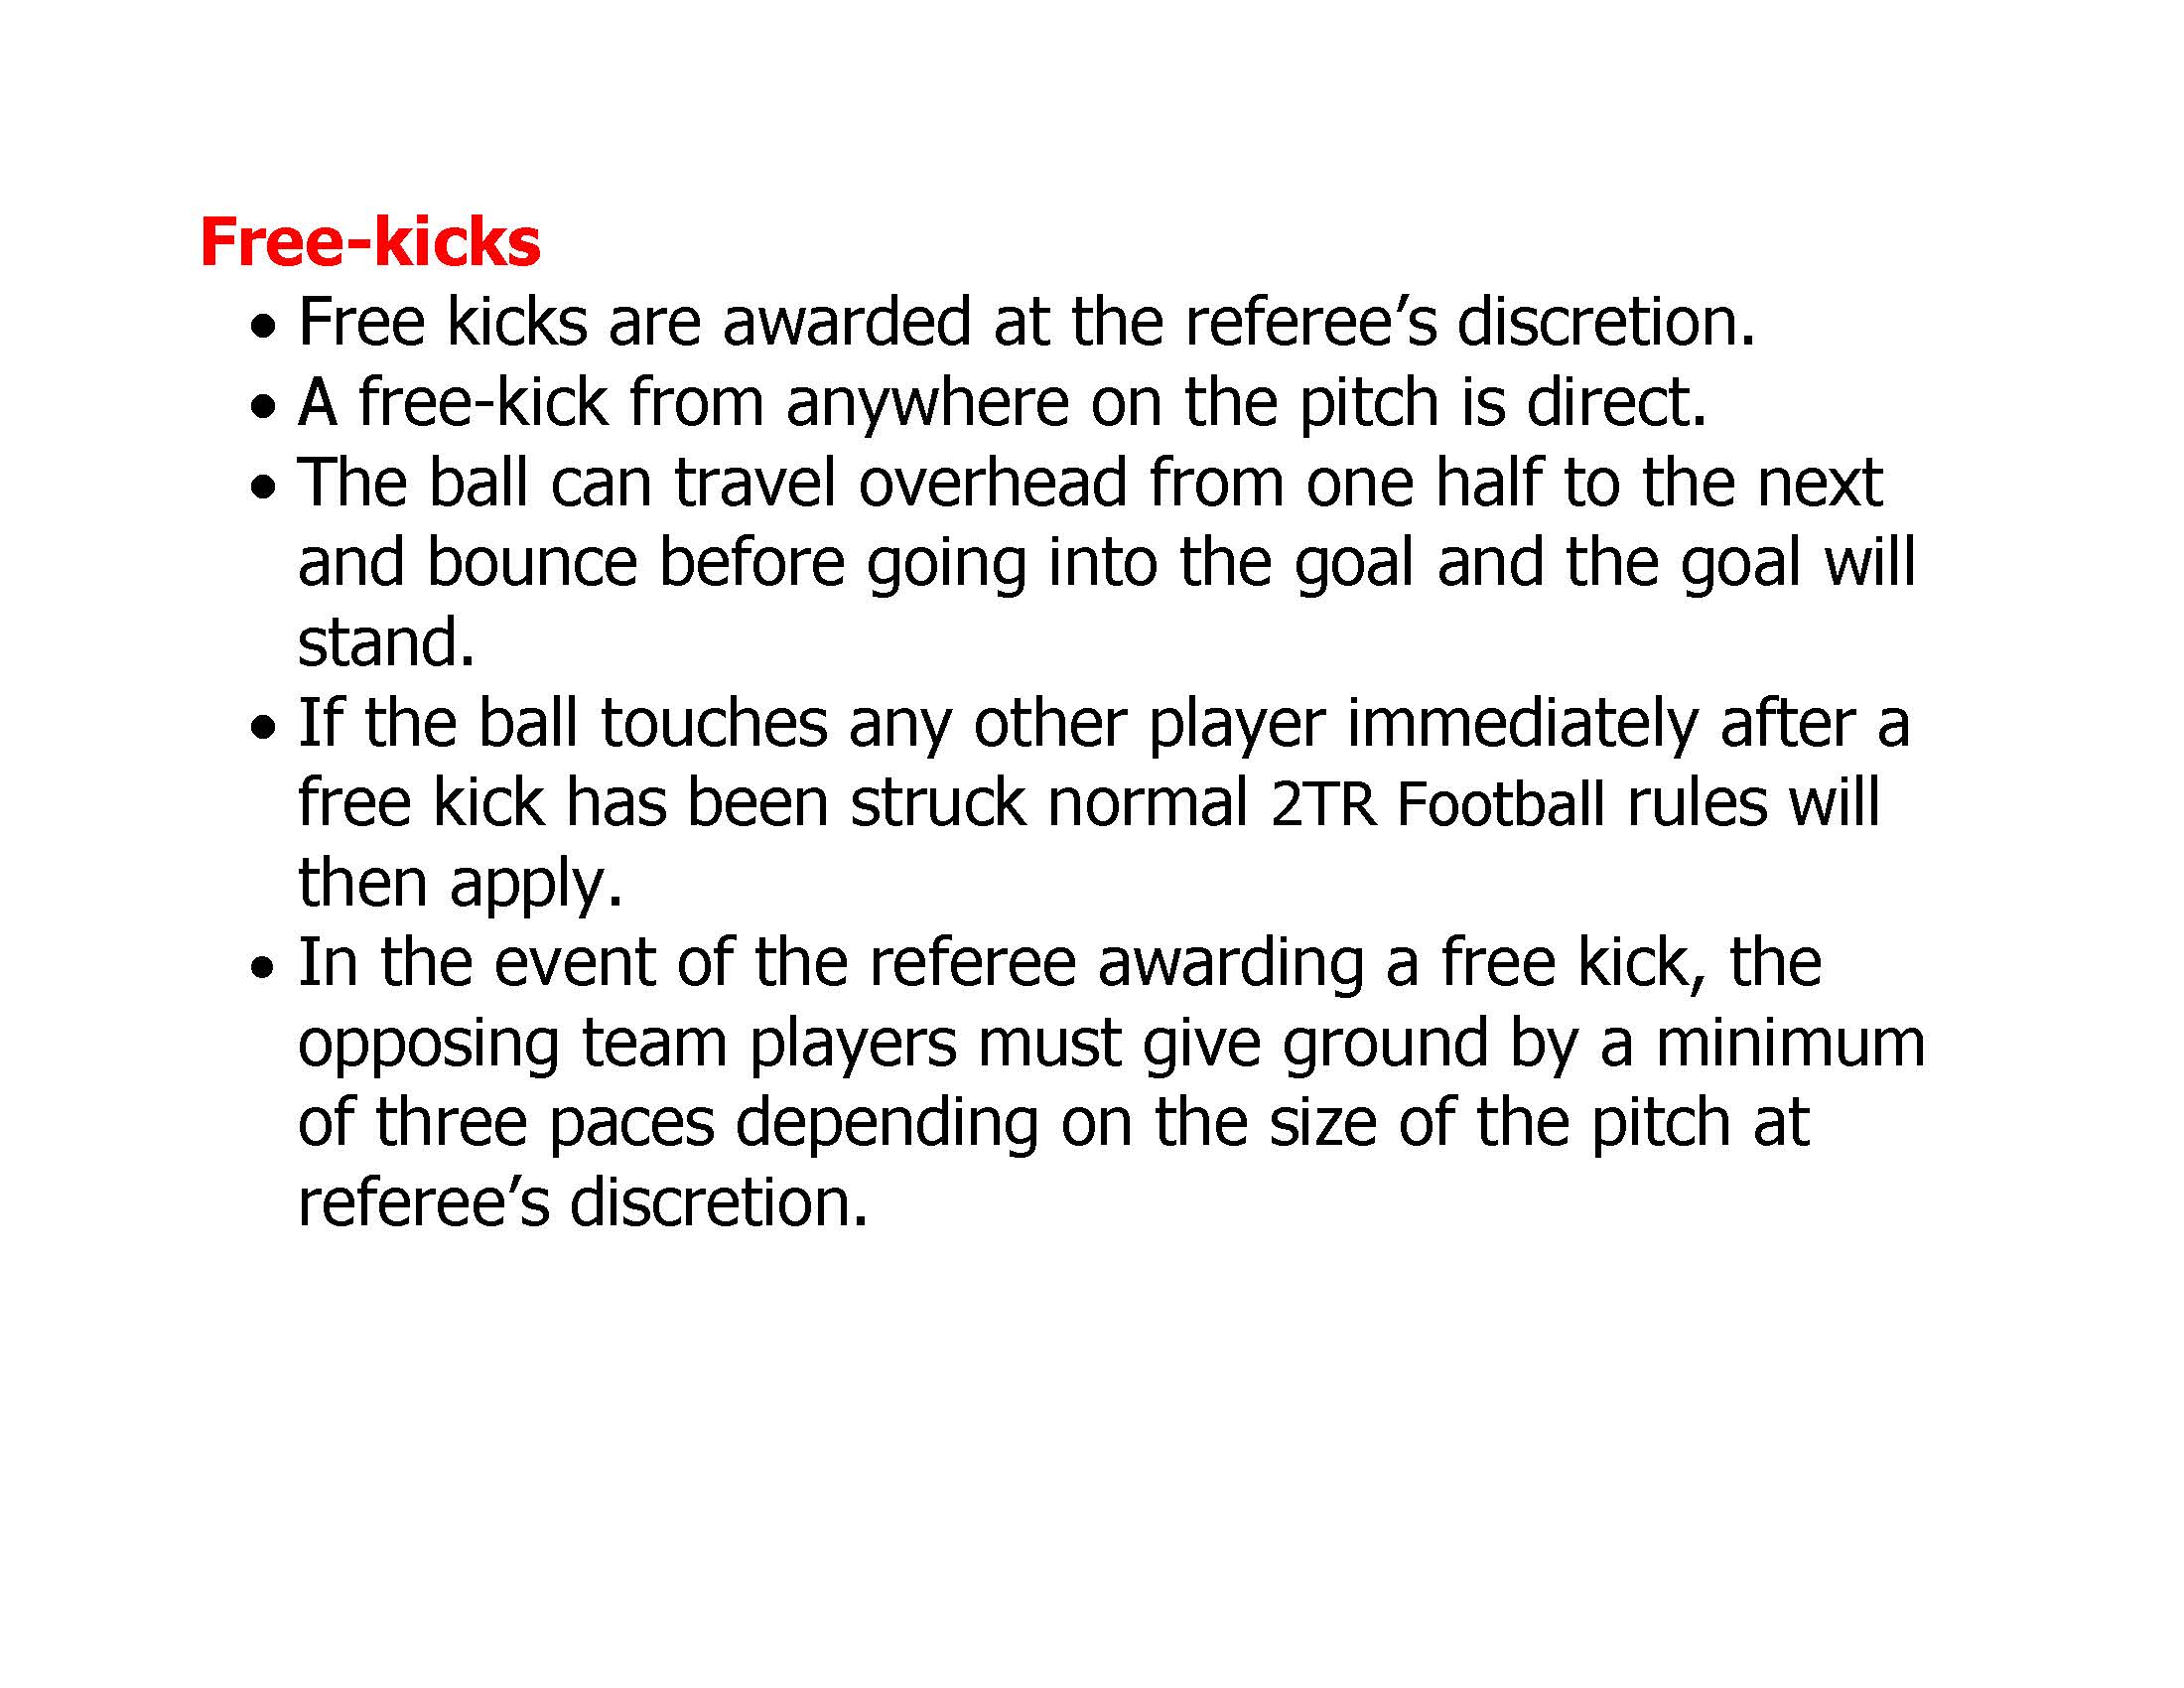 Free-kicks
• Free kicks are awarded at the referee’s discretion.
• A free-kick from anywhere on the pitch is direct.
• The ball can travel overhead from one half to the next
and bounce before going into the goal and the goal will
stand.
• If the ball touches any other player immediately after a
free kick has been struck normal 2TR Football rules will
then apply.
• In the event of the referee awarding a free kick, the
opposing team players must give ground by a minimum
of three paces depending on the size of the pitch at
referee’s discretion.